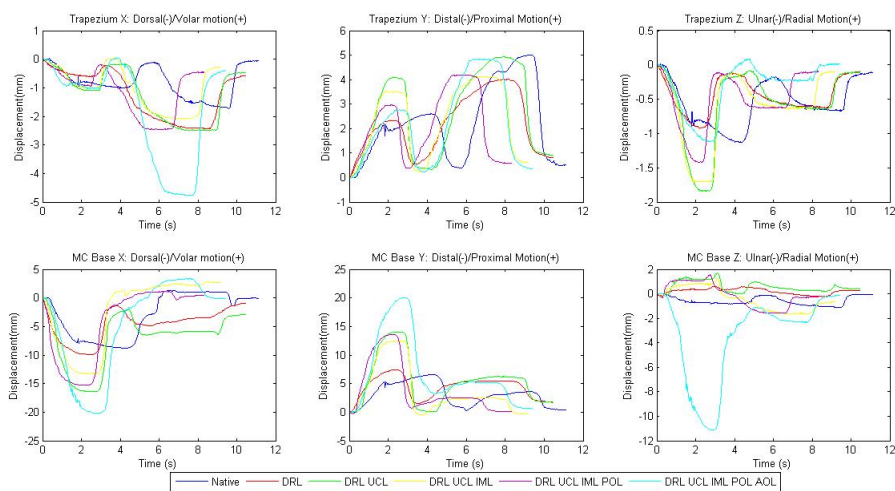 Trapezium X: Dorsal(-)/Volar motion(+)
1
0
-1
-2
-3
-4
-5
Displacement(mm)
0 2 4 6 8 10 12
Time (s)
Trapezium Y: Distal(-)/Proximal Motion(+)
6
5
4
3
2
1
0
-1
Displacement(mm)
0 2 4 6 8 10 12
Time (s)
Trapezium Z: Ulnar(-)/Radial Motion(+)
0.5
0
-0.5
-1
-1.5
-2
Displacement(mm)
0 2 4 6 8 10 12
Time (s)
MC Base X: Dorsal(-)/Volar motion(+)
5
0
-5
-10
-15
-20
-25
Displacement(mm)
0 2 4 6 8 10 12
Time (s)
MC Base Y: Distal(-)/Proximal Motion(+)
25
20
15
10
5
0
-5
Displacement(mm)
0 2 4 6 8 10 12
Time (s)
MC Base Z: Ulnar(-)/Radial Motion(+)
2
0
-2
-4
-6
-8
-10
-12
Displacement(mm)
0 2 4 6 8 10 12
Time (s)
Native DRL DRL UCL DRL UCL IML DRL UCL IML POL DRL UCL IML POL AOL